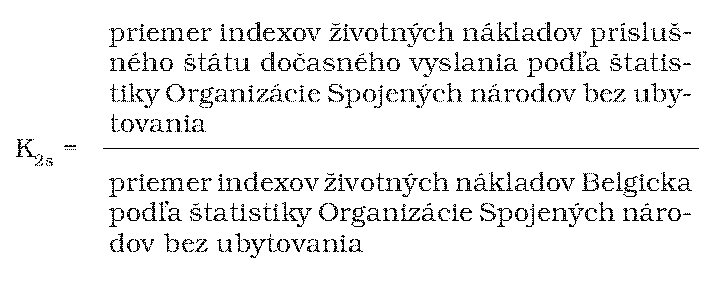 priemer indexov životných nákladov prísluš-
ného štátu dočasného vyslania podľa štatis-
tiky Organizácie Spojených národov bez uby-
tovania
K2s =
priemer indexov životných nákladov Belgicka
podľa štatistiky Organizácie Spojených náro-
dov bez ubytovania